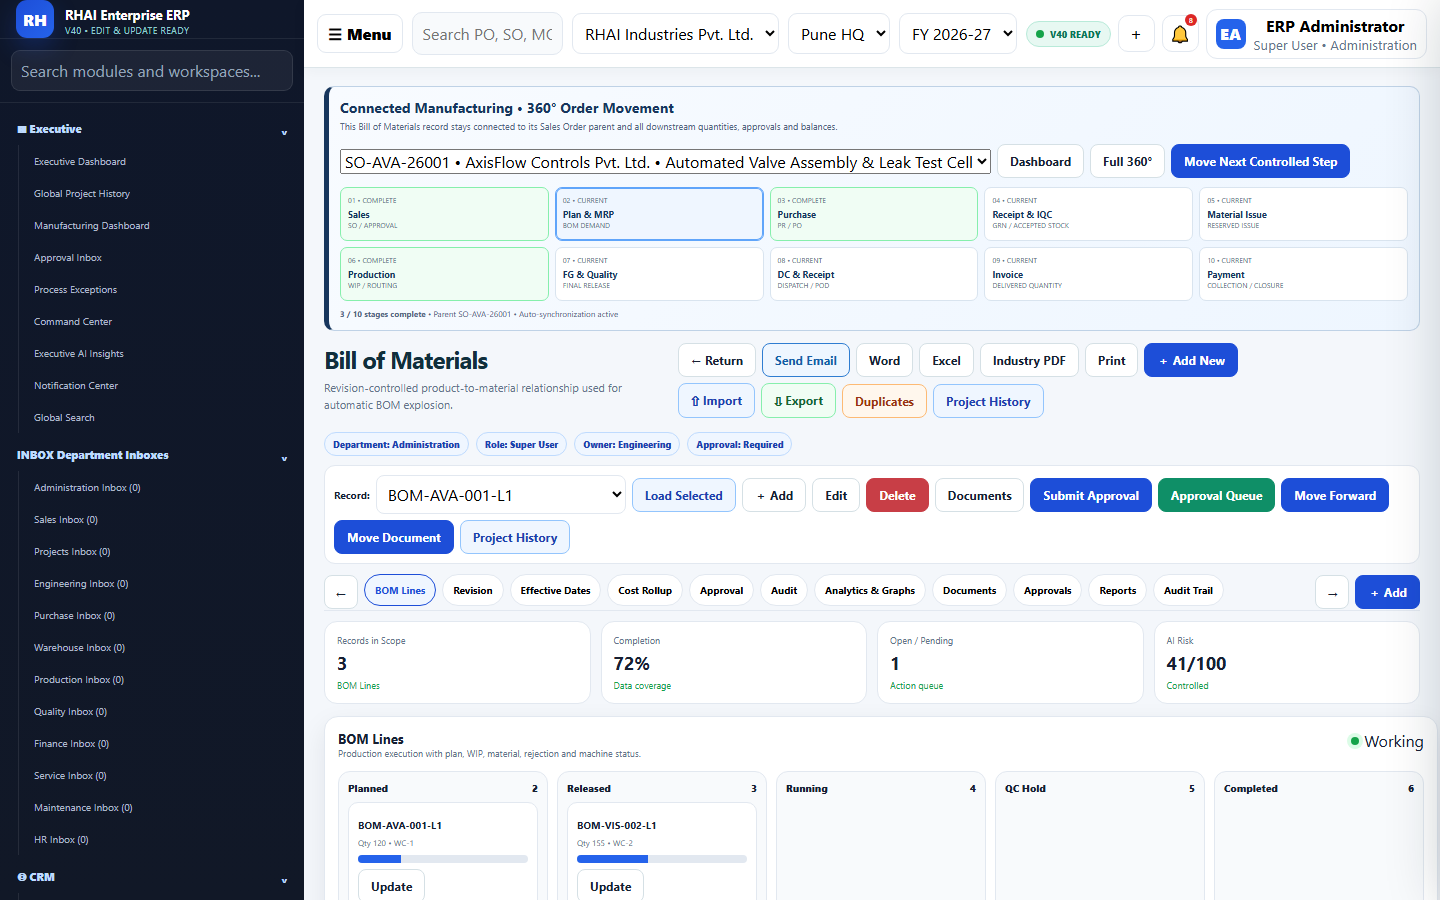 RH
RHAI Enterprise ERP
V40 • EDIT & UPDATE READY
Search modules and workspaces...
Executive
Executive Dashboard
Global Project History
Manufacturing Dashboard
Approval Inbox
Process Exceptions
Command Center
Executive AI Insights
Notification Center
Global Search
INBOX Department Inboxes
Administration Inbox (0)
Sales Inbox (0)
Projects Inbox (0)
Engineering Inbox (0)
Purchase Inbox (0)
Warehouse Inbox (0)
Production Inbox (0)
Quality Inbox (0)
Finance Inbox (0)
Service Inbox (0)
Maintenance Inbox (0)
HR Inbox (0)
CRM
☰ Menu
Search PO, SO, MO
RHAI Industries Pvt. Ltd.
Pune HQ
FY 2026-27
V40 READY
+
8
EA
ERP Administrator
Super User • Administration
Connected Manufacturing • 360° Order Movement
This Bill of Materials record stays connected to its Sales Order parent and all downstream quantities, approvals and balances.
SO-AVA-26001 • AxisFlow Controls Pvt. Ltd. • Automated Valve Assembly & Leak Test Cell
Dashboard
Full 360°
Move Next Controlled Step
01 • COMPLETE
Sales
SO / APPROVAL
02 • CURRENT
Plan & MRP
BOM DEMAND
03 • COMPLETE
Purchase
PR / PO
04 • CURRENT
Receipt & IQC
GRN / ACCEPTED STOCK
05 • CURRENT
Material Issue
RESERVED ISSUE
06 • COMPLETE
Production
WIP / ROUTING
07 • CURRENT
FG & Quality
FINAL RELEASE
08 • CURRENT
DC & Receipt
DISPATCH / POD
09 • CURRENT
Invoice
DELIVERED QUANTITY
10 • CURRENT
Payment
COLLECTION / CLOSURE
3 / 10 stages complete • Parent SO-AVA-26001 • Auto-synchronization active
Bill of Materials
Revision-controlled product-to-material relationship used for
automatic BOM explosion.
← Return
Send Email
Word
Excel
Industry PDF
Print
+ Add New
⇧ Import
⇩ Export
Duplicates
Project History
Department: Administration
Role: Super User
Owner: Engineering
Approval: Required
Record:
BOM-AVA-001-L1
Load Selected
+ Add
Edit
Delete
Documents
Submit Approval
Approval Queue
Move Forward
Move Document
Project History
←
BOM Lines
Revision
Effective Dates
Cost Rollup
Approval
Audit
Analytics & Graphs
Documents
Approvals
Reports
Audit Trail
→
+ Add
Records in Scope
3
BOM Lines
Completion
72%
Data coverage
Open / Pending
1
Action queue
AI Risk
41/100
Controlled
BOM Lines
Production execution with plan, WIP, material, rejection and machine status.
Working
Planned 2
BOM-AVA-001-L1
Qty 120 • WC-1
Update
Released 3
BOM-VIS-002-L1
Qty 155 • WC-2
Update
Running 4
QC Hold 5
Completed 6